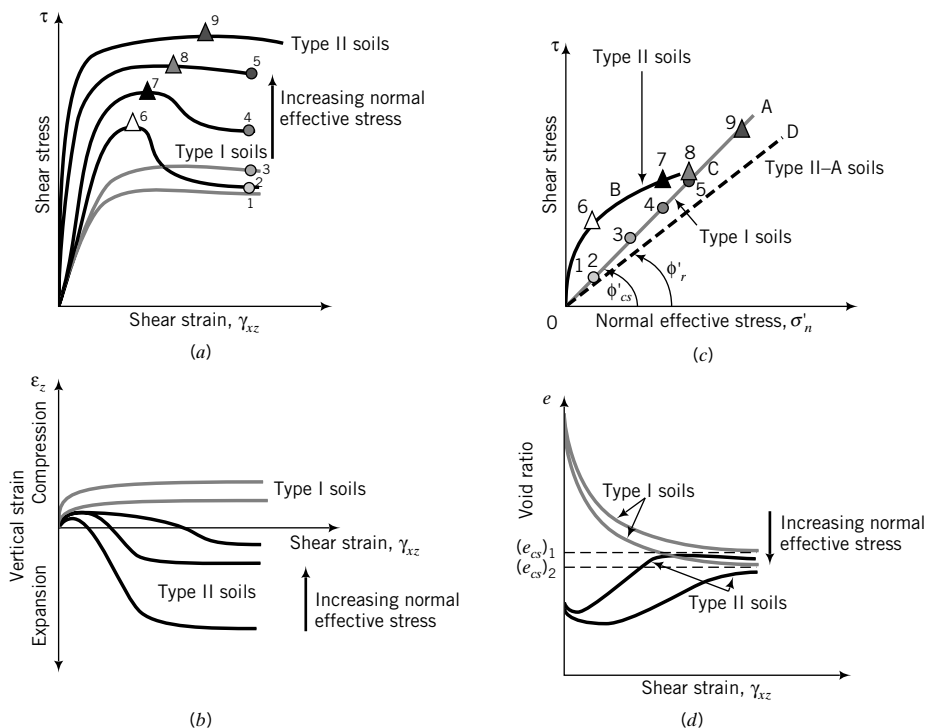 τ
Shear stress
9
8
7
6
5
4
3
2
1
Type II soils
Increasing normal
effective stress
Type I soils
Shear strain, γxz
(a)
τ
Shear stress
Type II soils
A
9
D
7
8
C
Type II–A soils
B
5
6
4
3
Type I soils
1
2
ϕ′r
ϕ′cs
0
Normal effective stress, σ′n
(c)
εz
Compression
Vertical strain
Expansion
Type I soils
Shear strain, γxz
Type II soils
Increasing normal
effective stress
(b)
e
Void ratio
Type I soils
Increasing normal
effective stress
(ecs)1
(ecs)2
Type II soils
Shear strain, γxz
(d)